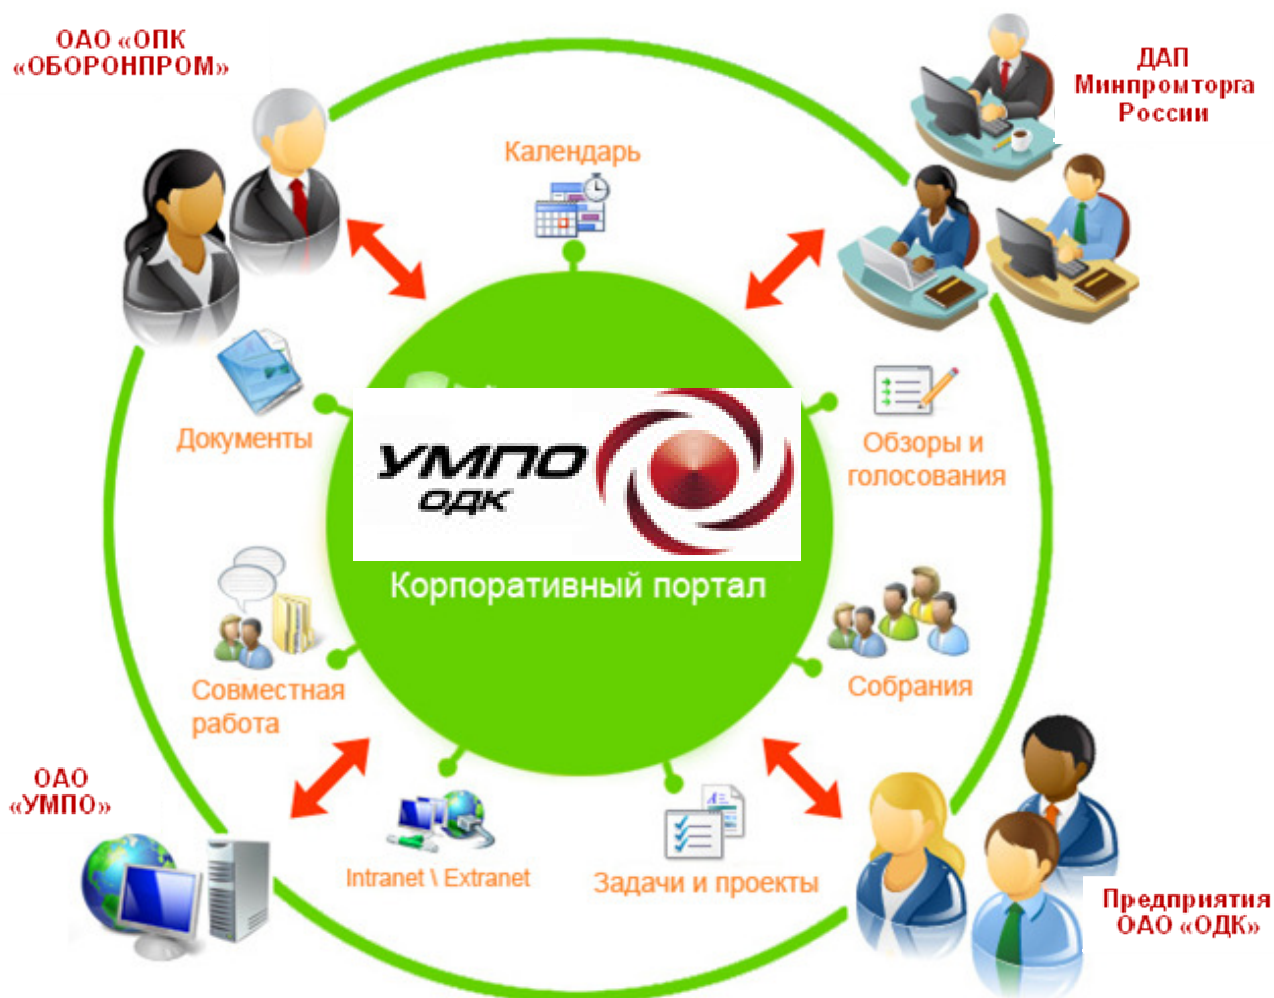 ОАО «ОПК
«ОБОРОНПРОМ»
ДАП
Минпромторга
России
Календарь
Документы
Обзоры и
голосования
УМПО
ОДК
Корпоративный портал
Совместная
работа
Собрания
ОАО
«УМПО»
Intranet \ Extranet
Задачи и проекты
Предприятия
ОАО «ОДК»